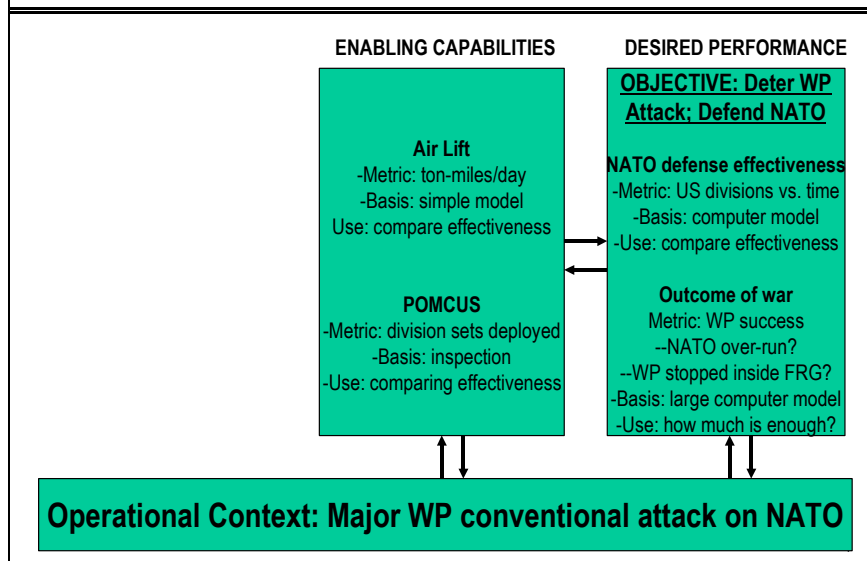 ENABLING CAPABILITIES
Air Lift
-Metric: ton-miles/day
-Basis: simple model
Use: compare effectiveness
POMCUS
-Metric: division sets deployed
-Basis: inspection
-Use: comparing effectiveness
DESIRED PERFORMANCE
OBJECTIVE: Deter WP
Attack; Defend NATO
NATO defense effectiveness
-Metric: US divisions vs. time
-Basis: computer model
-Use: compare effectiveness
Outcome of war
Metric: WP success
--NATO over-run?
--WP stopped inside FRG?
-Basis: large computer model
-Use: how much is enough?
Operational Context: Major WP conventional attack on NATO